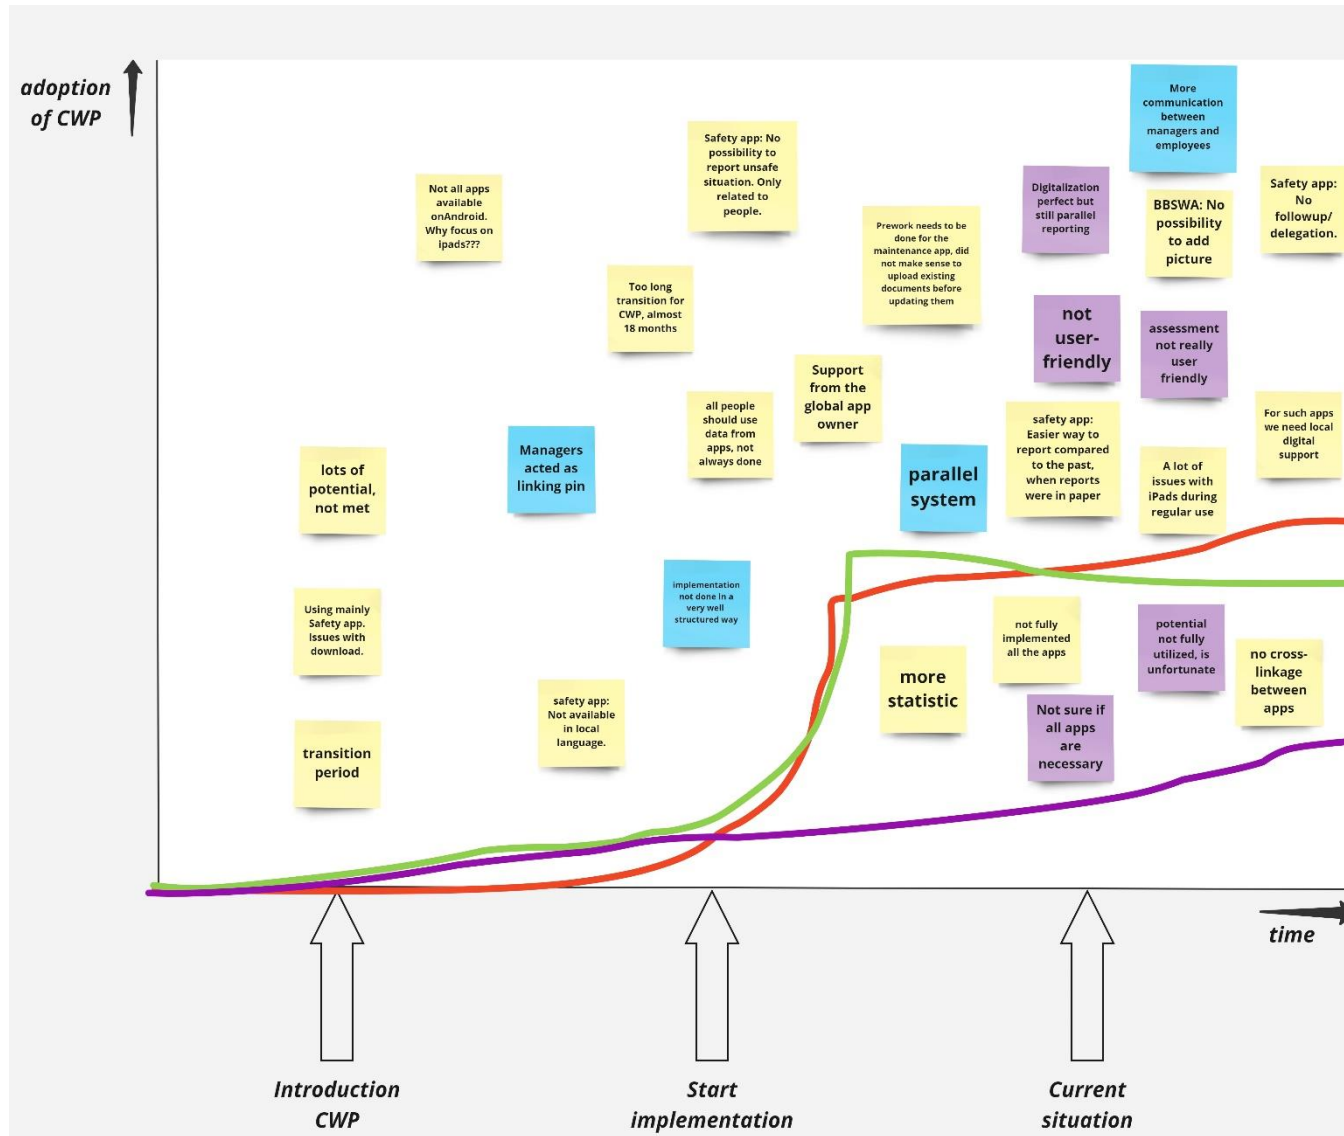 adoption
of CWP
More
communication
between
managers and
employees
Safety app: No
possibility to
report unsafe
situation. Only
related to
people.
Not all apps
available
onAndroid.
Why focus on
Ipads???
Digitalization
perfect but
still parallel
reporting
BBSWA: No
possibility
to add
picture
Safety app:
No
followup/
delegation.
Prework needs to be
done for the
maintenance app, did
not make sense to
upload existing
documents before
updating them
Too long
transition for
CWP, almost
18 months
not
user-
friendly
assessment
not really
user
friendly
Support
from the
global app
owner
all people
should use
data from
apps, not
always done
safety app:
Easier way to
report compared
to the past,
when reports
were in paper
For such apps
we need local
digital
support
Managers
acted as
linking pin
lots of
potential,
not met
parallel
system
A lot of
issues with
iPads during
regular use
implementation
not done in a
very well
structured way
Using mainly
Safety app.
Issues with
download.
not fully
implemented
all the apps
potential
not fully
utilized, is
unfortunate
no cross-
linkage
between
apps
more
statistic
safety app:
Not available
in local
language.
Not sure if
all apps
are
necessary
transition
period
time
Introduction
CWP
Start
implementation
Current
situation